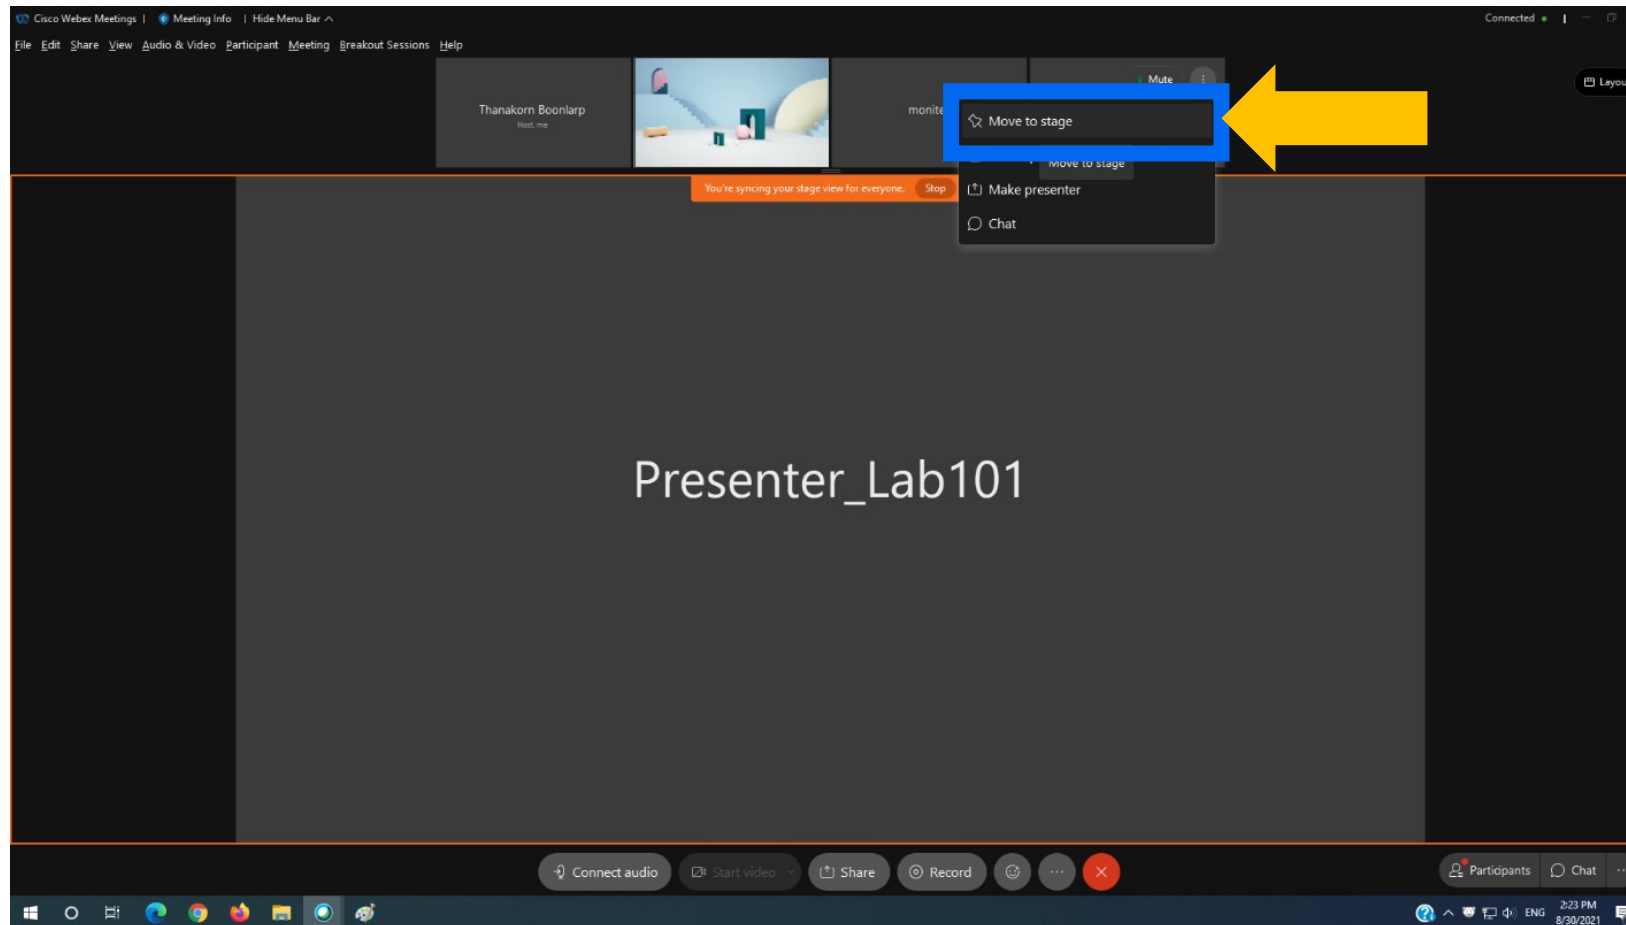 Cisco Webex Meetings | Meeting Info | Hide Menu Bar
Connected
File Edit Share View Audio & Video Participant Meeting Breakout Sessions Help
Mute
Layou
Thanakorn Boonlarp
Host, me
monite
Move to stage
Move to stage
You're syncing your stage view for everyone. Stop
Make presenter
Chat
Presenter_Lab101
Connect audio
Start video
Share
Record
Participants
Chat
ENG
2:23 PM
8/30/2021